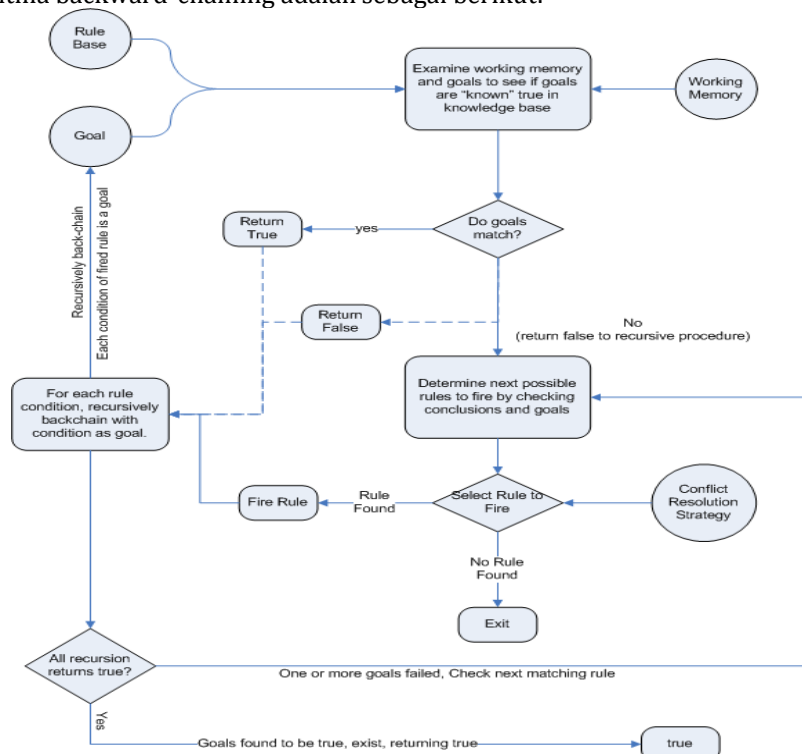 backward-chaining adalah sebagai berikut:
Rule
Base
Examine working memory
and goals to see if goals
are "known" true in
knowledge base
Working
Memory
Goal
Recursively back-chain
Each condition of fired rule is a goal
Return
True
yes
Do goals
match?
Return
False
No
(return false to recursive procedure)
For each rule
condition, recursively
backchain with
condition as goal.
Determine next possible
rules to fire by checking
conclusions and goals
Fire Rule
Rule
Found
Select Rule to
Fire
Conflict
Resolution
Strategy
No Rule
Found
Exit
All recursion
returns true?
One or more goals failed, Check next matching rule
Yes
Goals found to be true, exist, returning true
true